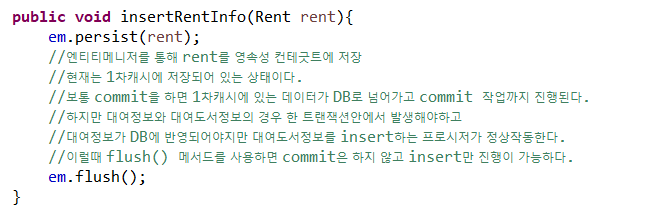 public void insertRentInfo(Rent rent){
em.persist(rent);
//엔티티메니저를 통해 rent를 영속성 컨테긋트에 저장
//현재는 1차캐시에 저장되어 있는 상태이다.
//보통 commit을 하면 1차캐시에 있는 데이터가 DB로 넘어가고 commit 작업까지 진행된다.
//하지만 대여정보와 대여도서정보의 경우 한 트랜잭션안에서 발생해야하고
//대여정보가 DB에 반영되어야지만 대여도서정보를 insert하는 프로시저가 정상작동한다.
//이럴때 flush() 메서드를 사용하면 commit은 하지 않고 insert만 진행이 가능하다.
em.flush();
}